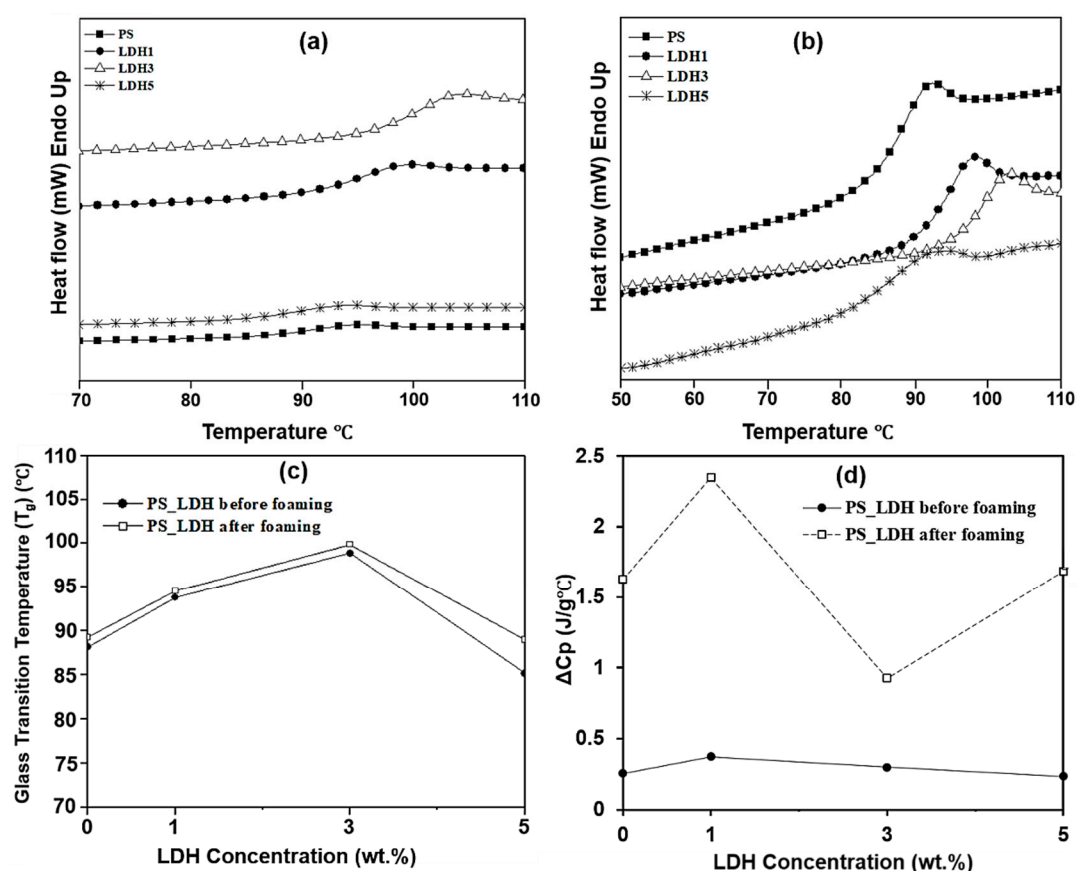 (a)
PS
LDH1
LDH3
LDH5
Heat flow (mW) Endo Up
70 80 90 100 110
Temperature ℃
(b)
PS
LDH1
LDH3
LDH5
Heat flow (mW) Endo Up
50 60 70 80 90 100 110
Temperature ℃
(c)
PS_LDH before foaming
PS_LDH after foaming
Glass Transition Temperature (Tg) (℃)
110
105
100
95
90
85
80
75
70
0 1 3 5
LDH Concentration (wt.%)
(d)
PS_LDH before foaming
PS_LDH after foaming
ΔCp (J/g℃)
2.5
2
1.5
1
0.5
0
0 1 3 5
LDH Concentration (wt.%)